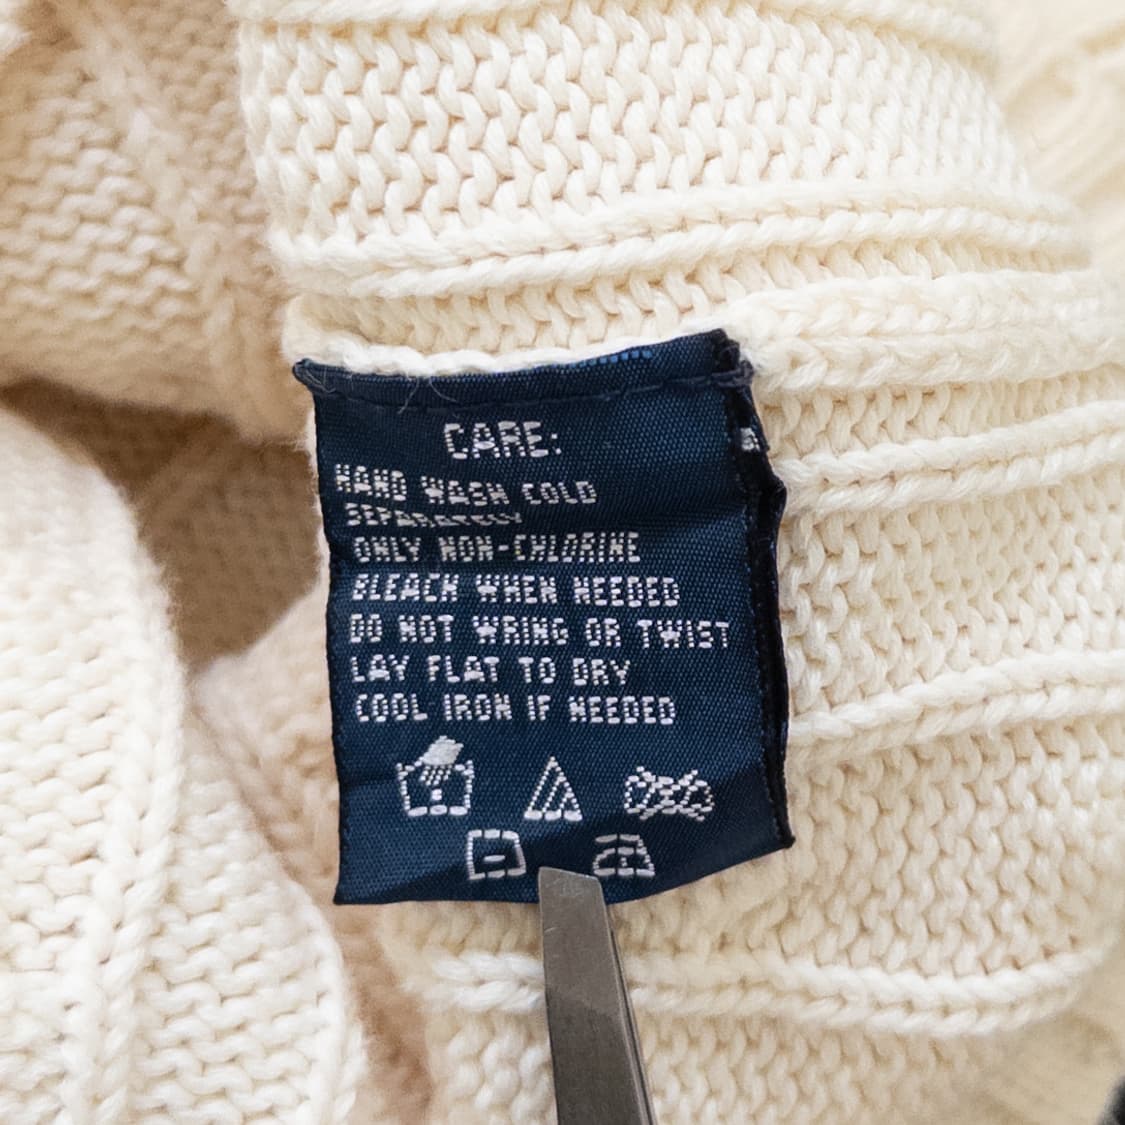 CARE:
HAND WASH COLD
SEPARATELY
ONLY NON-CHLORINE
BLEACH WHEN NEEDED
DO NOT WRING OR TWIST
LAY FLAT TO DRY
COOL IRON IF NEEDED